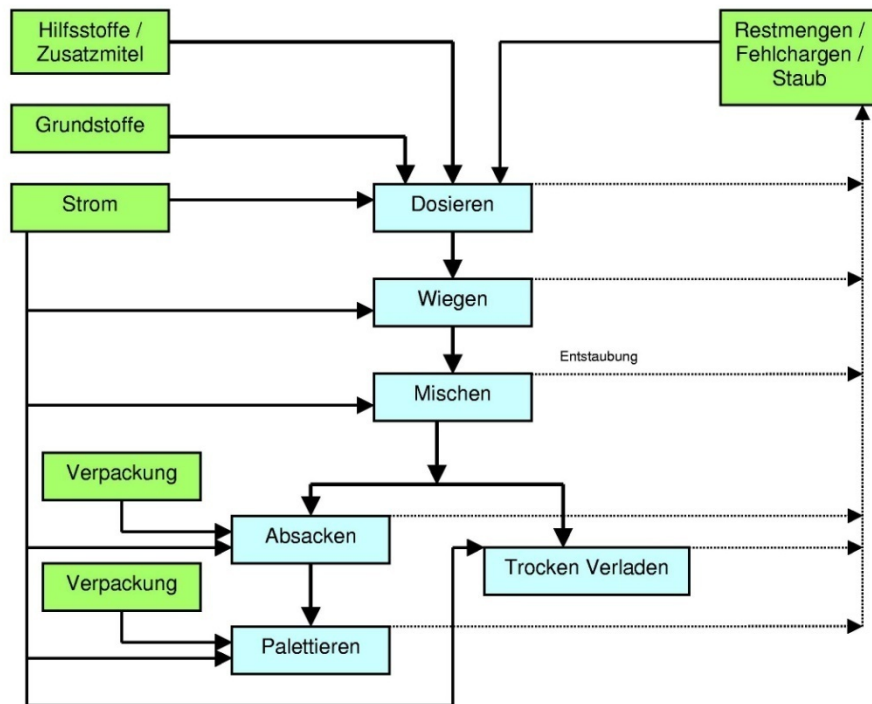 Hilfsstoffe /
Zusatzmitel
Restmengen /
Fehlchargen /
Staub
Grundstoffe
Strom
Dosieren
Wiegen
Entstaubung
Mischen
Verpackung
Absacken
Trocken Verladen
Verpackung
Palettieren